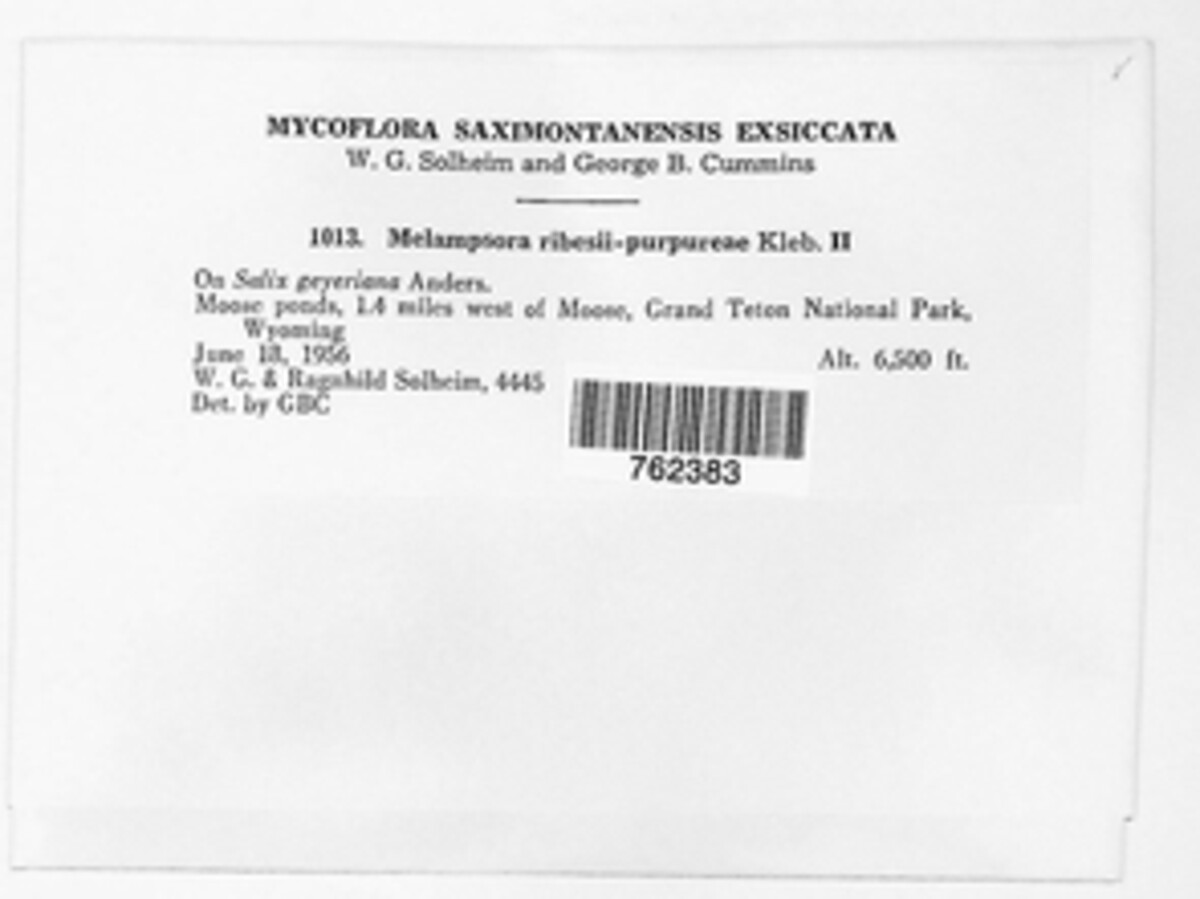 MYCOFLORA SAXIMONTANENSIS EXSICCATA
W. G. Solheim and George B. Cummins
1013. Melampsora ribesii-purpureae Kleb. II
On Salix geyeriana Anders.
Moose ponds, 1.4 miles west of Moose, Grand Teton National Park,
Wyoming
June 18, 1956 Alt. 6,500 ft.
W. G. & Ragnhild Solheim, 4445
Det. by GBC
762383